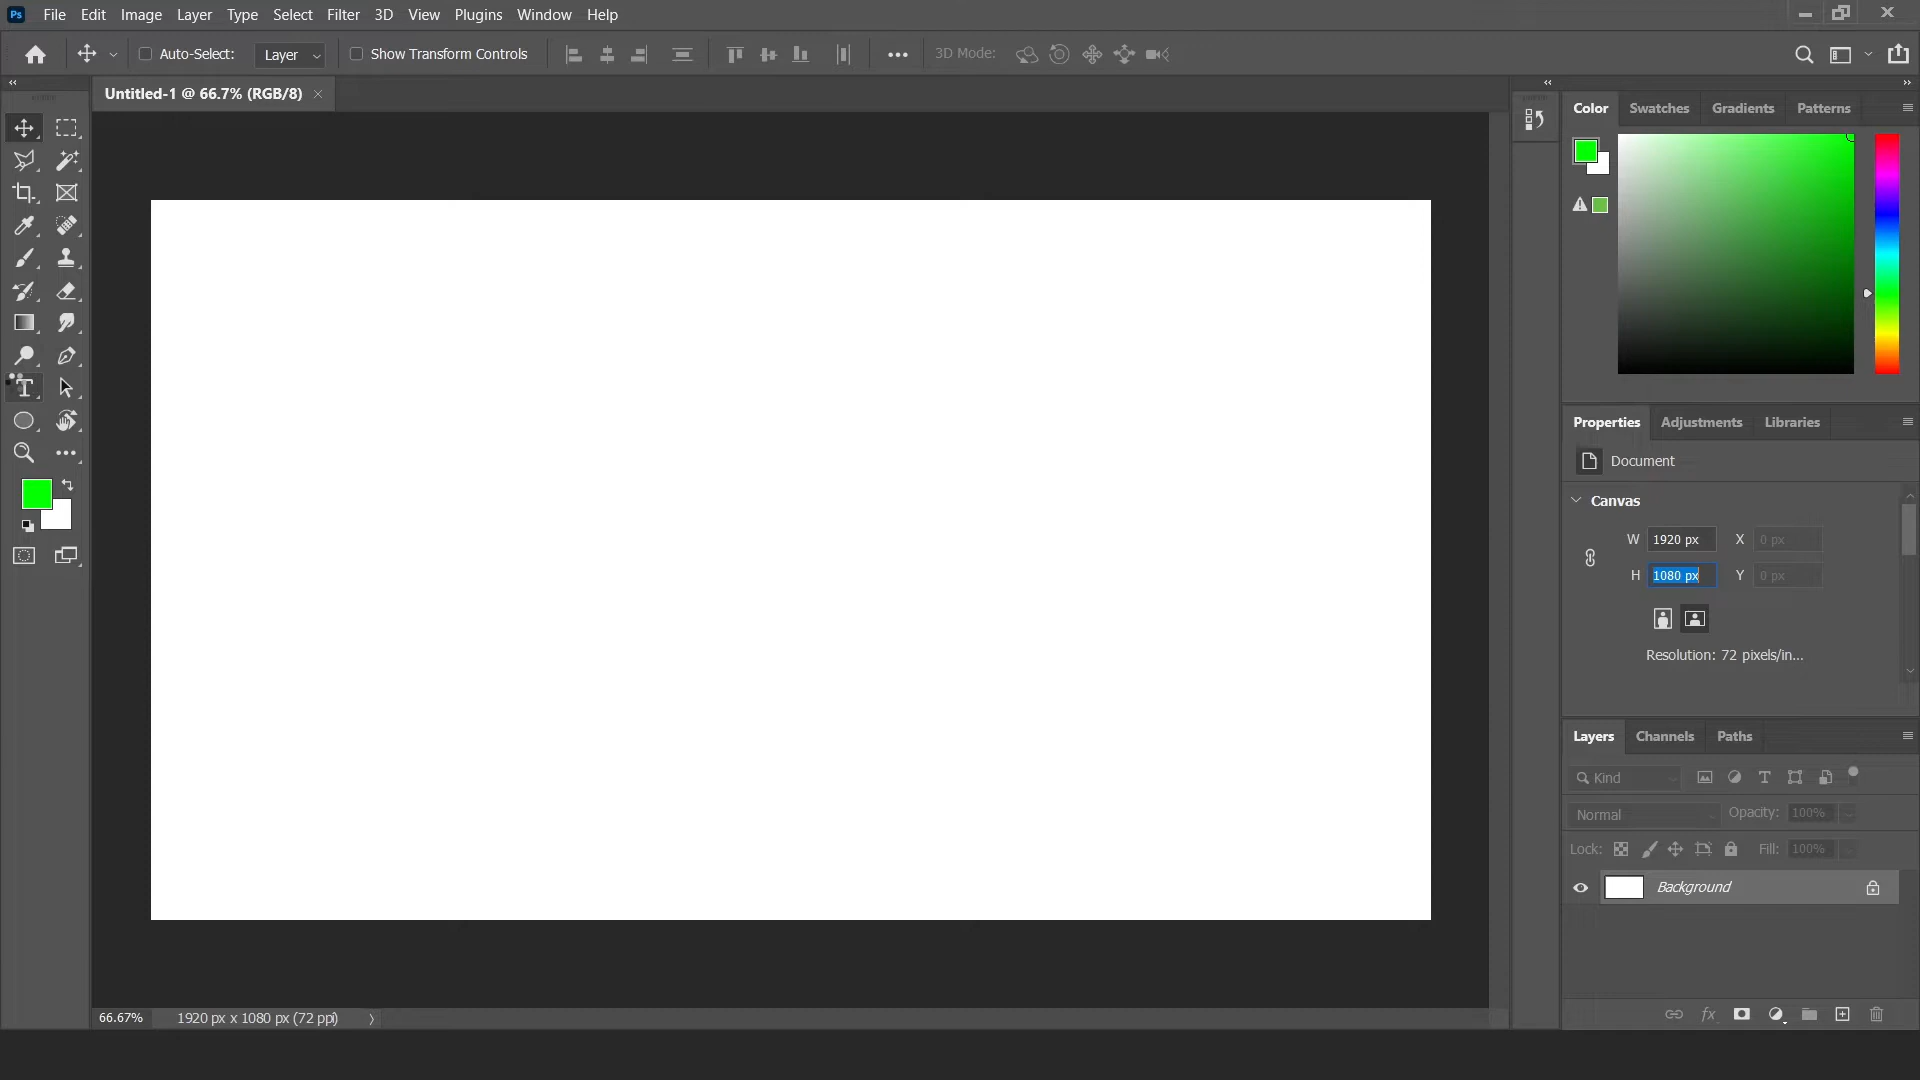 Ps File Edit Image Layer Type Select Filter 3D View Plugins Window Help
Auto-Select: Layer Show Transform Controls 3D Mode:
Untitled-1 @ 66.7% (RGB/8)
Color Swatches Gradients Patterns
Properties Adjustments Libraries
Document
Canvas
W 1920 px X 0 px
H 1080 px Y 0 px
Resolution: 72 pixels/in...
Layers Channels Paths
Kind
Normal Opacity: 100%
Lock: Fill: 100%
Background
fx
66.67% 1920 px x 1080 px (72 ppi)